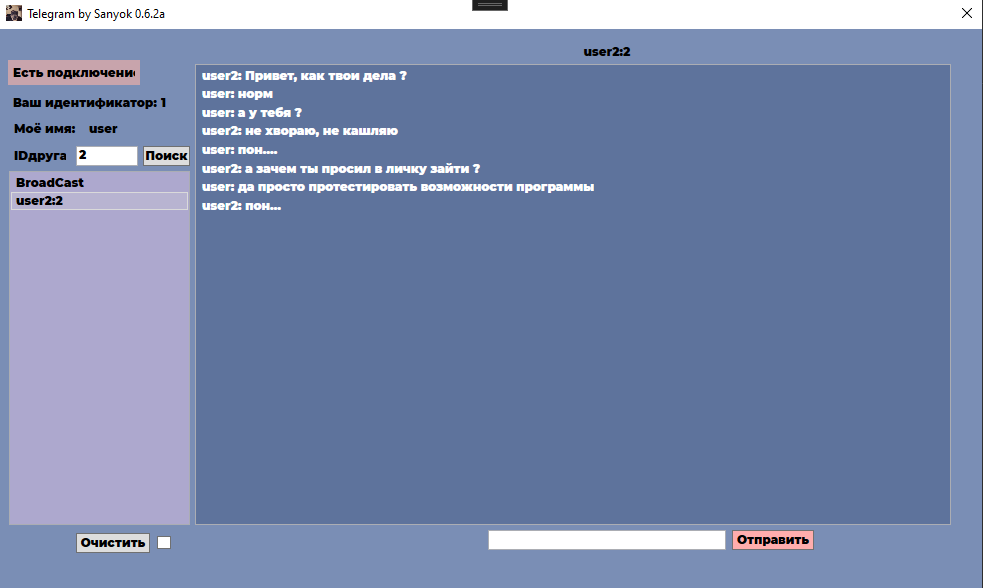 Telegram by Sanyok 0.6.2a
user2:2
Есть подключение
Ваш идентификатор: 1
Моё имя: user
IDдруга 2 Поиск
BroadCast
user2:2
user2: Привет, как твои дела ?
user: норм
user: а у тебя ?
user2: не хвораю, не кашляю
user: пон....
user2: а зачем ты просил в личку зайти ?
user: да просто протестировать возможности программы
user2: пон...
Очистить
Отправить